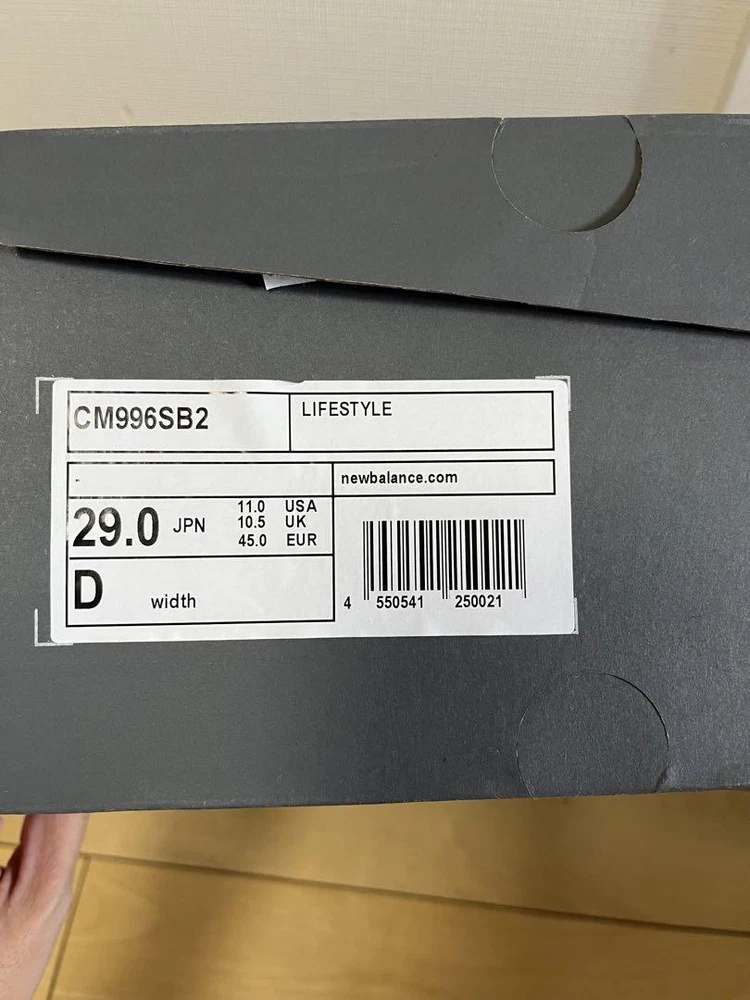 CM996SB2
LIFESTYLE
-
newbalance.com
29.0 JPN
11.0 USA
10.5 UK
45.0 EUR
D width
4 550541 250021